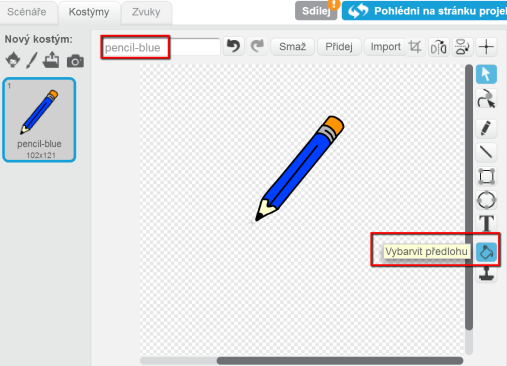 Scénáře Kostýmy Zvuky Sdílej ! Pohlédni na stránku projek
Nový kostým:
pencil-blue Smaž Přidej Import
1
pencil-blue
102x121
T
Vybarvit předlohu